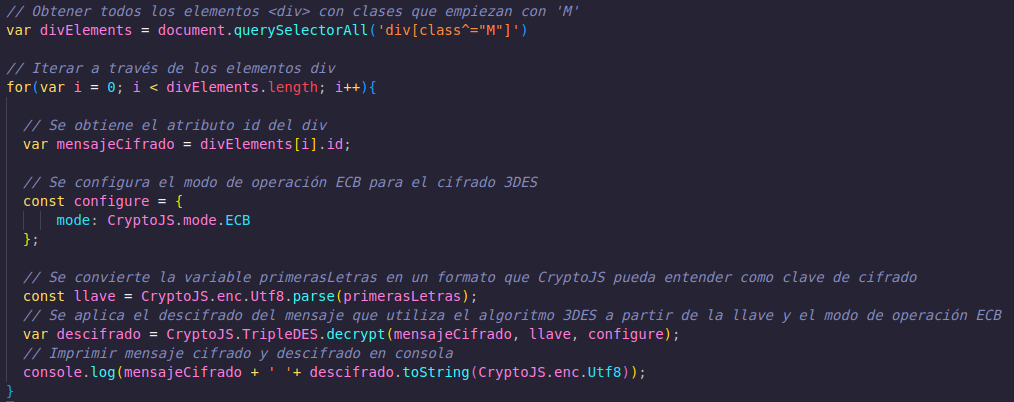 // Obtener todos los elementos <div> con clases que empiezan con 'M'
var divElements = document.querySelectorAll('div[class^="M"]')
// Iterar a través de los elementos div
for(var i = 0; i < divElements.length; i++){
// Se obtiene el atributo id del div
var mensajeCifrado = divElements[i].id;
// Se configura el modo de operación ECB para el cifrado 3DES
const configure = {
mode: CryptoJS.mode.ECB
};
// Se convierte la variable primerasLetras en un formato que CryptoJS pueda entender como clave de cifrado
const llave = CryptoJS.enc.Utf8.parse(primerasLetras);
// Se aplica el descifrado del mensaje que utiliza el algoritmo 3DES a partir de la llave y el modo de operación ECB
var descifrado = CryptoJS.TripleDES.decrypt(mensajeCifrado, llave, configure);
// Imprimir mensaje cifrado y descifrado en consola
console.log(mensajeCifrado + ' '+ descifrado.toString(CryptoJS.enc.Utf8));
}